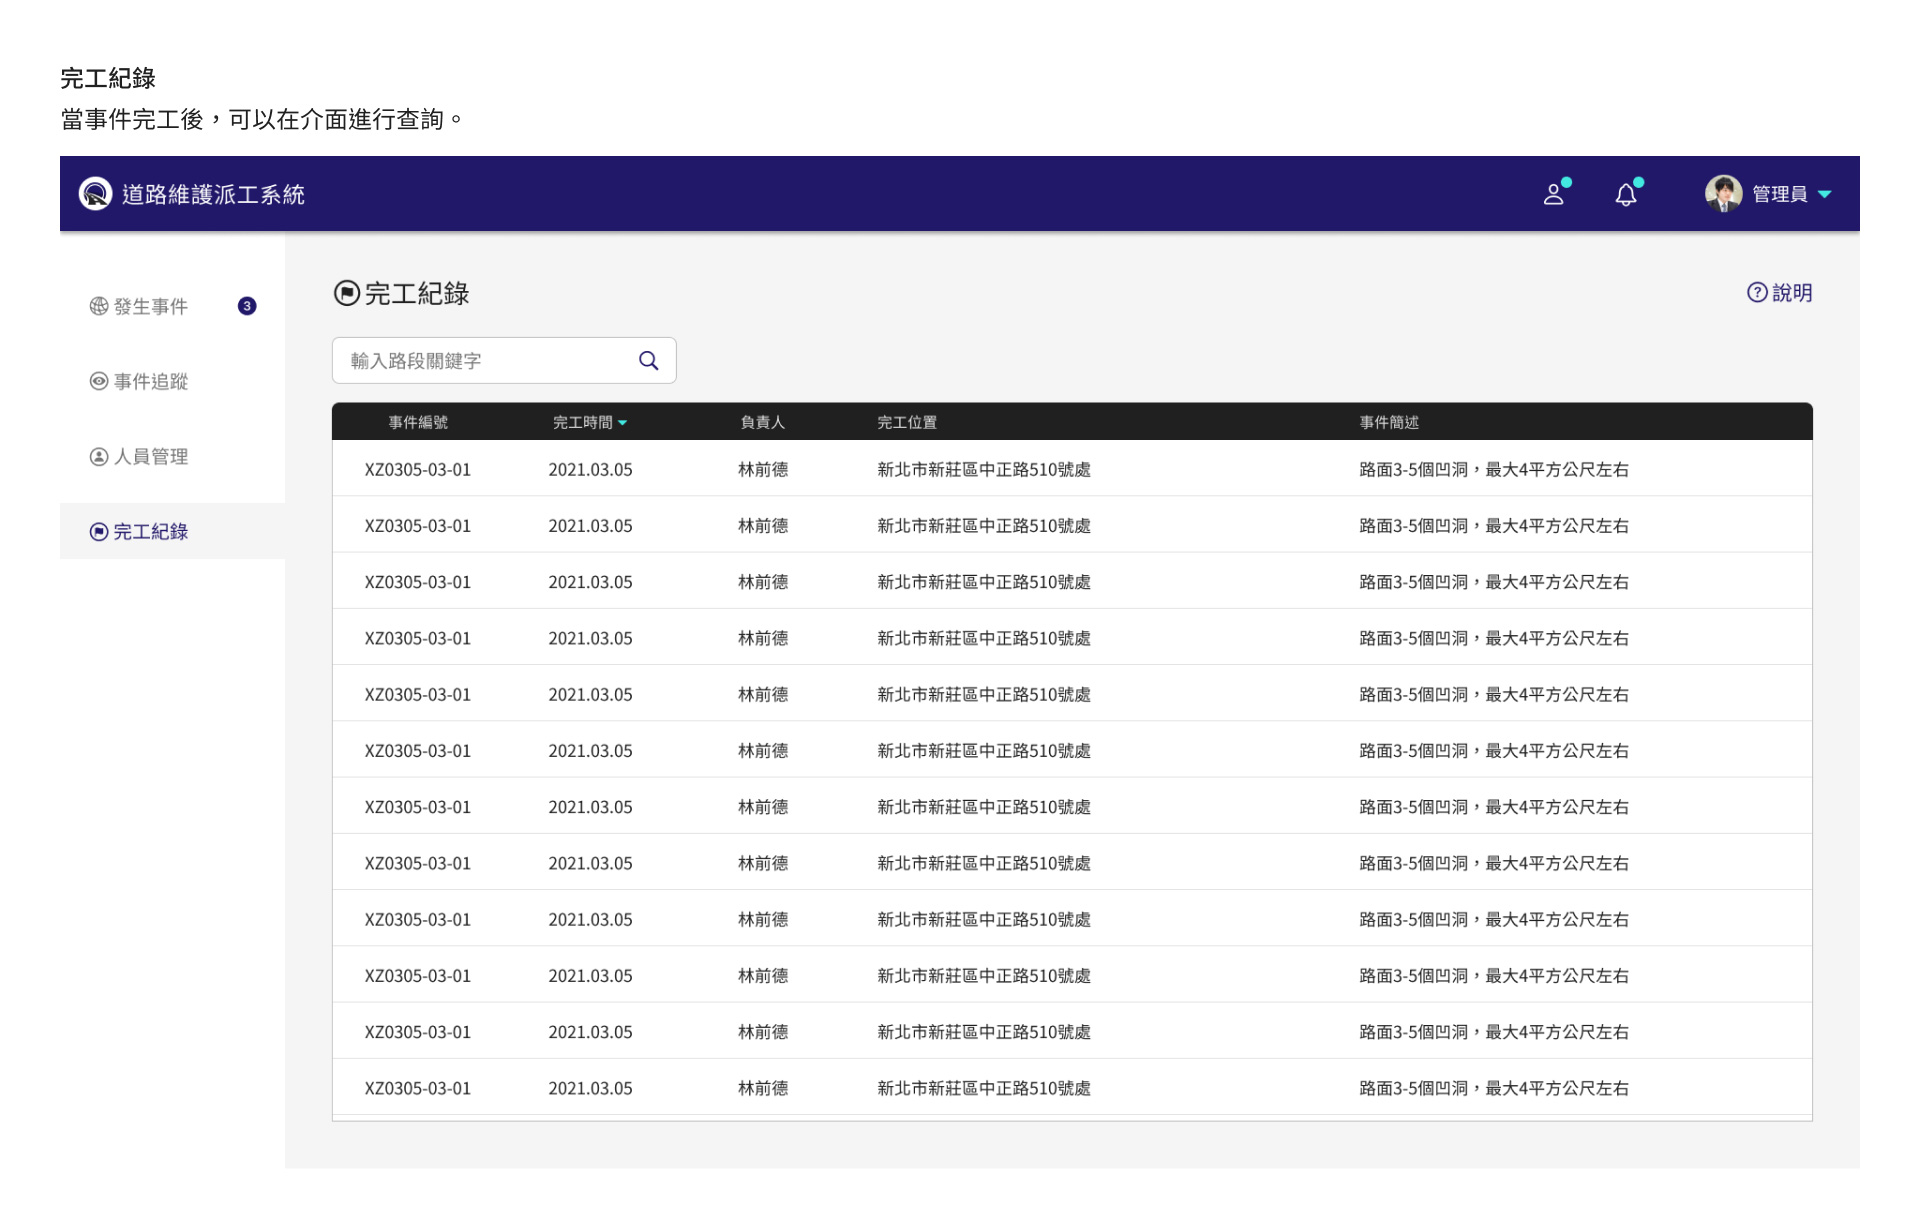 完工紀錄
當事件完工後，可以在介面進行查詢。
道路維護派工系統
管理員
發生事件 3
事件追蹤
人員管理
完工紀錄
完工紀錄
說明
輸入路段關鍵字
事件編號 完工時間 負責人 完工位置 事件簡述
XZ0305-03-01 2021.03.05 林前德 新北市新莊區中正路510號處 路面3-5個凹洞，最大4平方公尺左右
XZ0305-03-01 2021.03.05 林前德 新北市新莊區中正路510號處 路面3-5個凹洞，最大4平方公尺左右
XZ0305-03-01 2021.03.05 林前德 新北市新莊區中正路510號處 路面3-5個凹洞，最大4平方公尺左右
XZ0305-03-01 2021.03.05 林前德 新北市新莊區中正路510號處 路面3-5個凹洞，最大4平方公尺左右
XZ0305-03-01 2021.03.05 林前德 新北市新莊區中正路510號處 路面3-5個凹洞，最大4平方公尺左右
XZ0305-03-01 2021.03.05 林前德 新北市新莊區中正路510號處 路面3-5個凹洞，最大4平方公尺左右
XZ0305-03-01 2021.03.05 林前德 新北市新莊區中正路510號處 路面3-5個凹洞，最大4平方公尺左右
XZ0305-03-01 2021.03.05 林前德 新北市新莊區中正路510號處 路面3-5個凹洞，最大4平方公尺左右
XZ0305-03-01 2021.03.05 林前德 新北市新莊區中正路510號處 路面3-5個凹洞，最大4平方公尺左右
XZ0305-03-01 2021.03.05 林前德 新北市新莊區中正路510號處 路面3-5個凹洞，最大4平方公尺左右
XZ0305-03-01 2021.03.05 林前德 新北市新莊區中正路510號處 路面3-5個凹洞，最大4平方公尺左右
XZ0305-03-01 2021.03.05 林前德 新北市新莊區中正路510號處 路面3-5個凹洞，最大4平方公尺左右